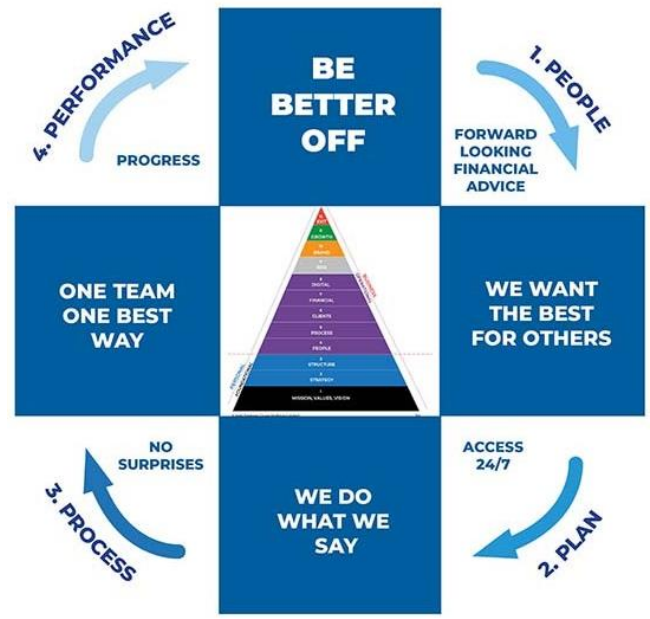 BE
BETTER
OFF
1. PEOPLE
FORWARD
LOOKING
FINANCIAL
ADVICE
4. PERFORMANCE
PROGRESS
ONE TEAM
ONE BEST
WAY
GROWTH
BRAND
DIGITAL
FINANCIAL
CLIENTS
PROCESS
PEOPLE
STRUCTURE
STRATEGY
MISSION, VALUES, VISION
BUSINESS
PERSONAL
WE WANT
THE BEST
FOR OTHERS
NO
SURPRISES
3. PROCESS
WE DO
WHAT WE
SAY
ACCESS
24/7
2. PLAN